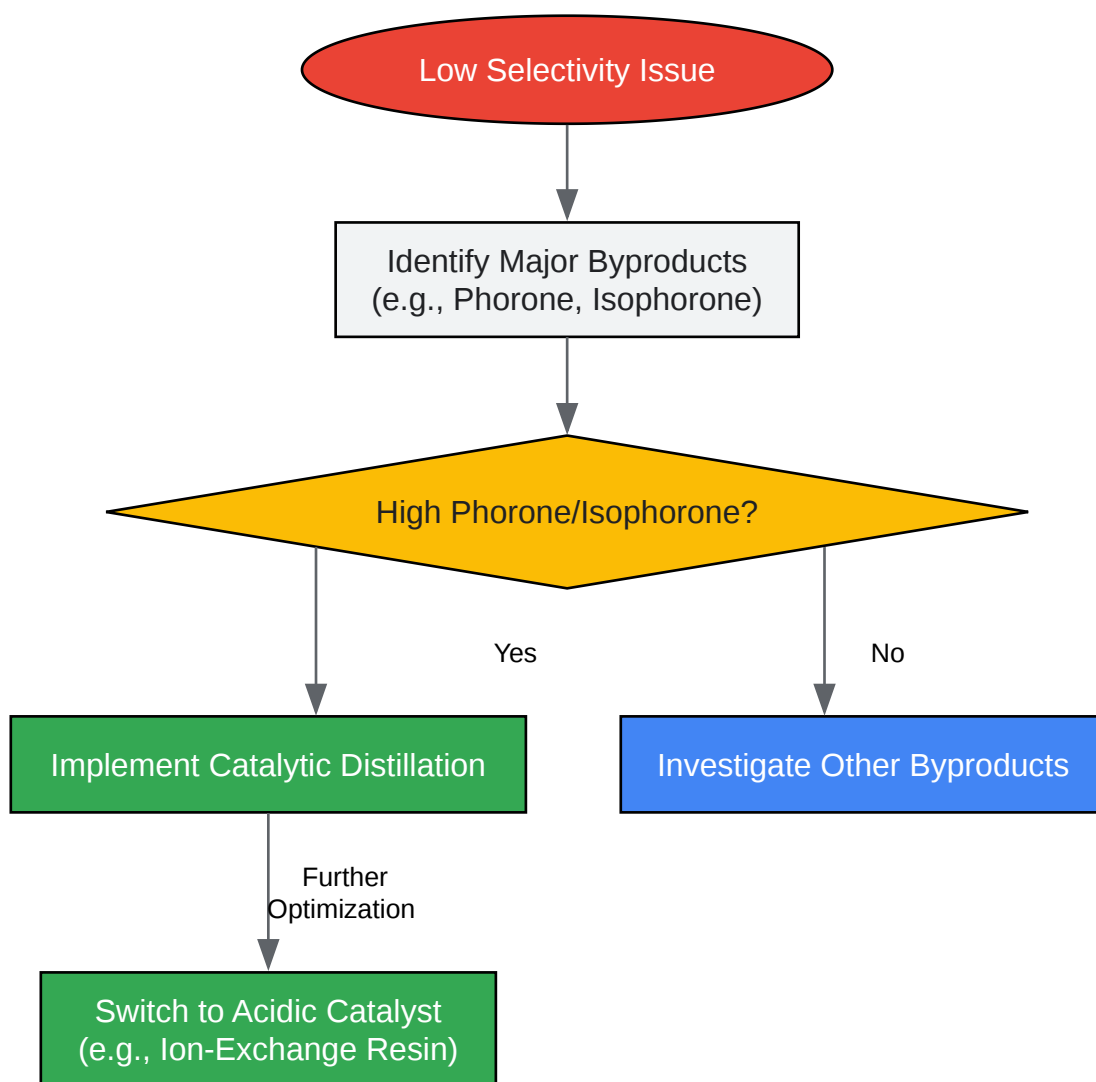 Low Selectivity Issue
Identify Major Byproducts
(e.g., Phorone, Isophorone)
High Phorone/Isophorone?
Yes
No
Implement Catalytic Distillation
Investigate Other Byproducts
Further
Optimization
Switch to Acidic Catalyst
(e.g., Ion-Exchange Resin)